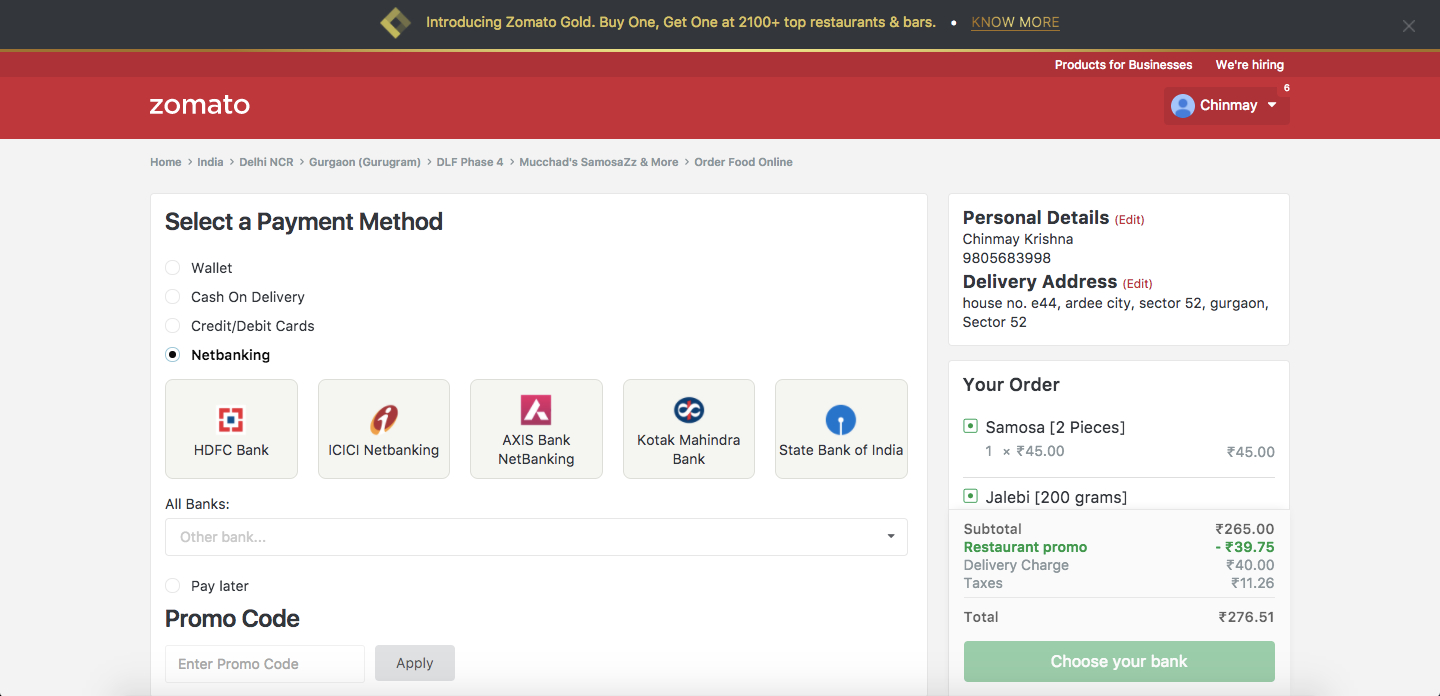 Introducing Zomato Gold. Buy One, Get One at 2100+ top restaurants & bars. • KNOW MORE
Products for Businesses We're hiring
zomato
Chinmay 6
Home > India > Delhi NCR > Gurgaon (Gurugram) > DLF Phase 4 > Mucchad's SamosaZz & More > Order Food Online
Select a Payment Method
Wallet
Cash On Delivery
Credit/Debit Cards
Netbanking
HDFC Bank
ICICI Netbanking
AXIS Bank
NetBanking
Kotak Mahindra
Bank
State Bank of India
All Banks:
Other bank...
Pay later
Promo Code
Enter Promo Code
Apply
Personal Details (Edit)
Chinmay Krishna
9805683998
Delivery Address (Edit)
house no. e44, ardee city, sector 52, gurgaon,
Sector 52
Your Order
Samosa [2 Pieces]
1 × ₹45.00 ₹45.00
Jalebi [200 grams]
Subtotal ₹265.00
Restaurant promo - ₹39.75
Delivery Charge ₹40.00
Taxes ₹11.26
Total ₹276.51
Choose your bank